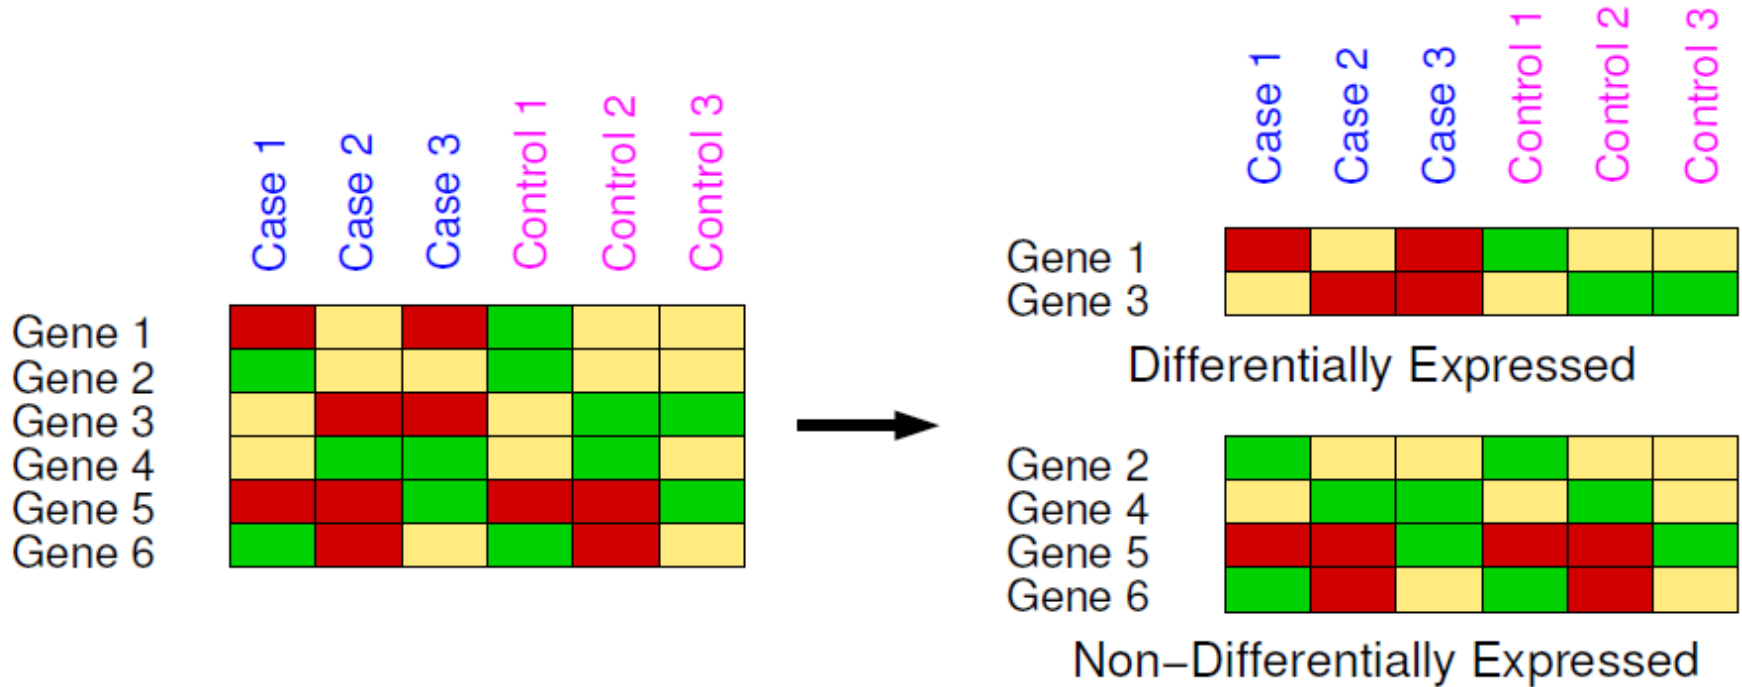 Case 1
Case 2
Case 3
Control 1
Control 2
Control 3
Gene 1
Gene 2
Gene 3
Gene 4
Gene 5
Gene 6
Case 1
Case 2
Case 3
Control 1
Control 2
Control 3
Gene 1
Gene 3
Differentially Expressed
Gene 2
Gene 4
Gene 5
Gene 6
Non−Differentially Expressed